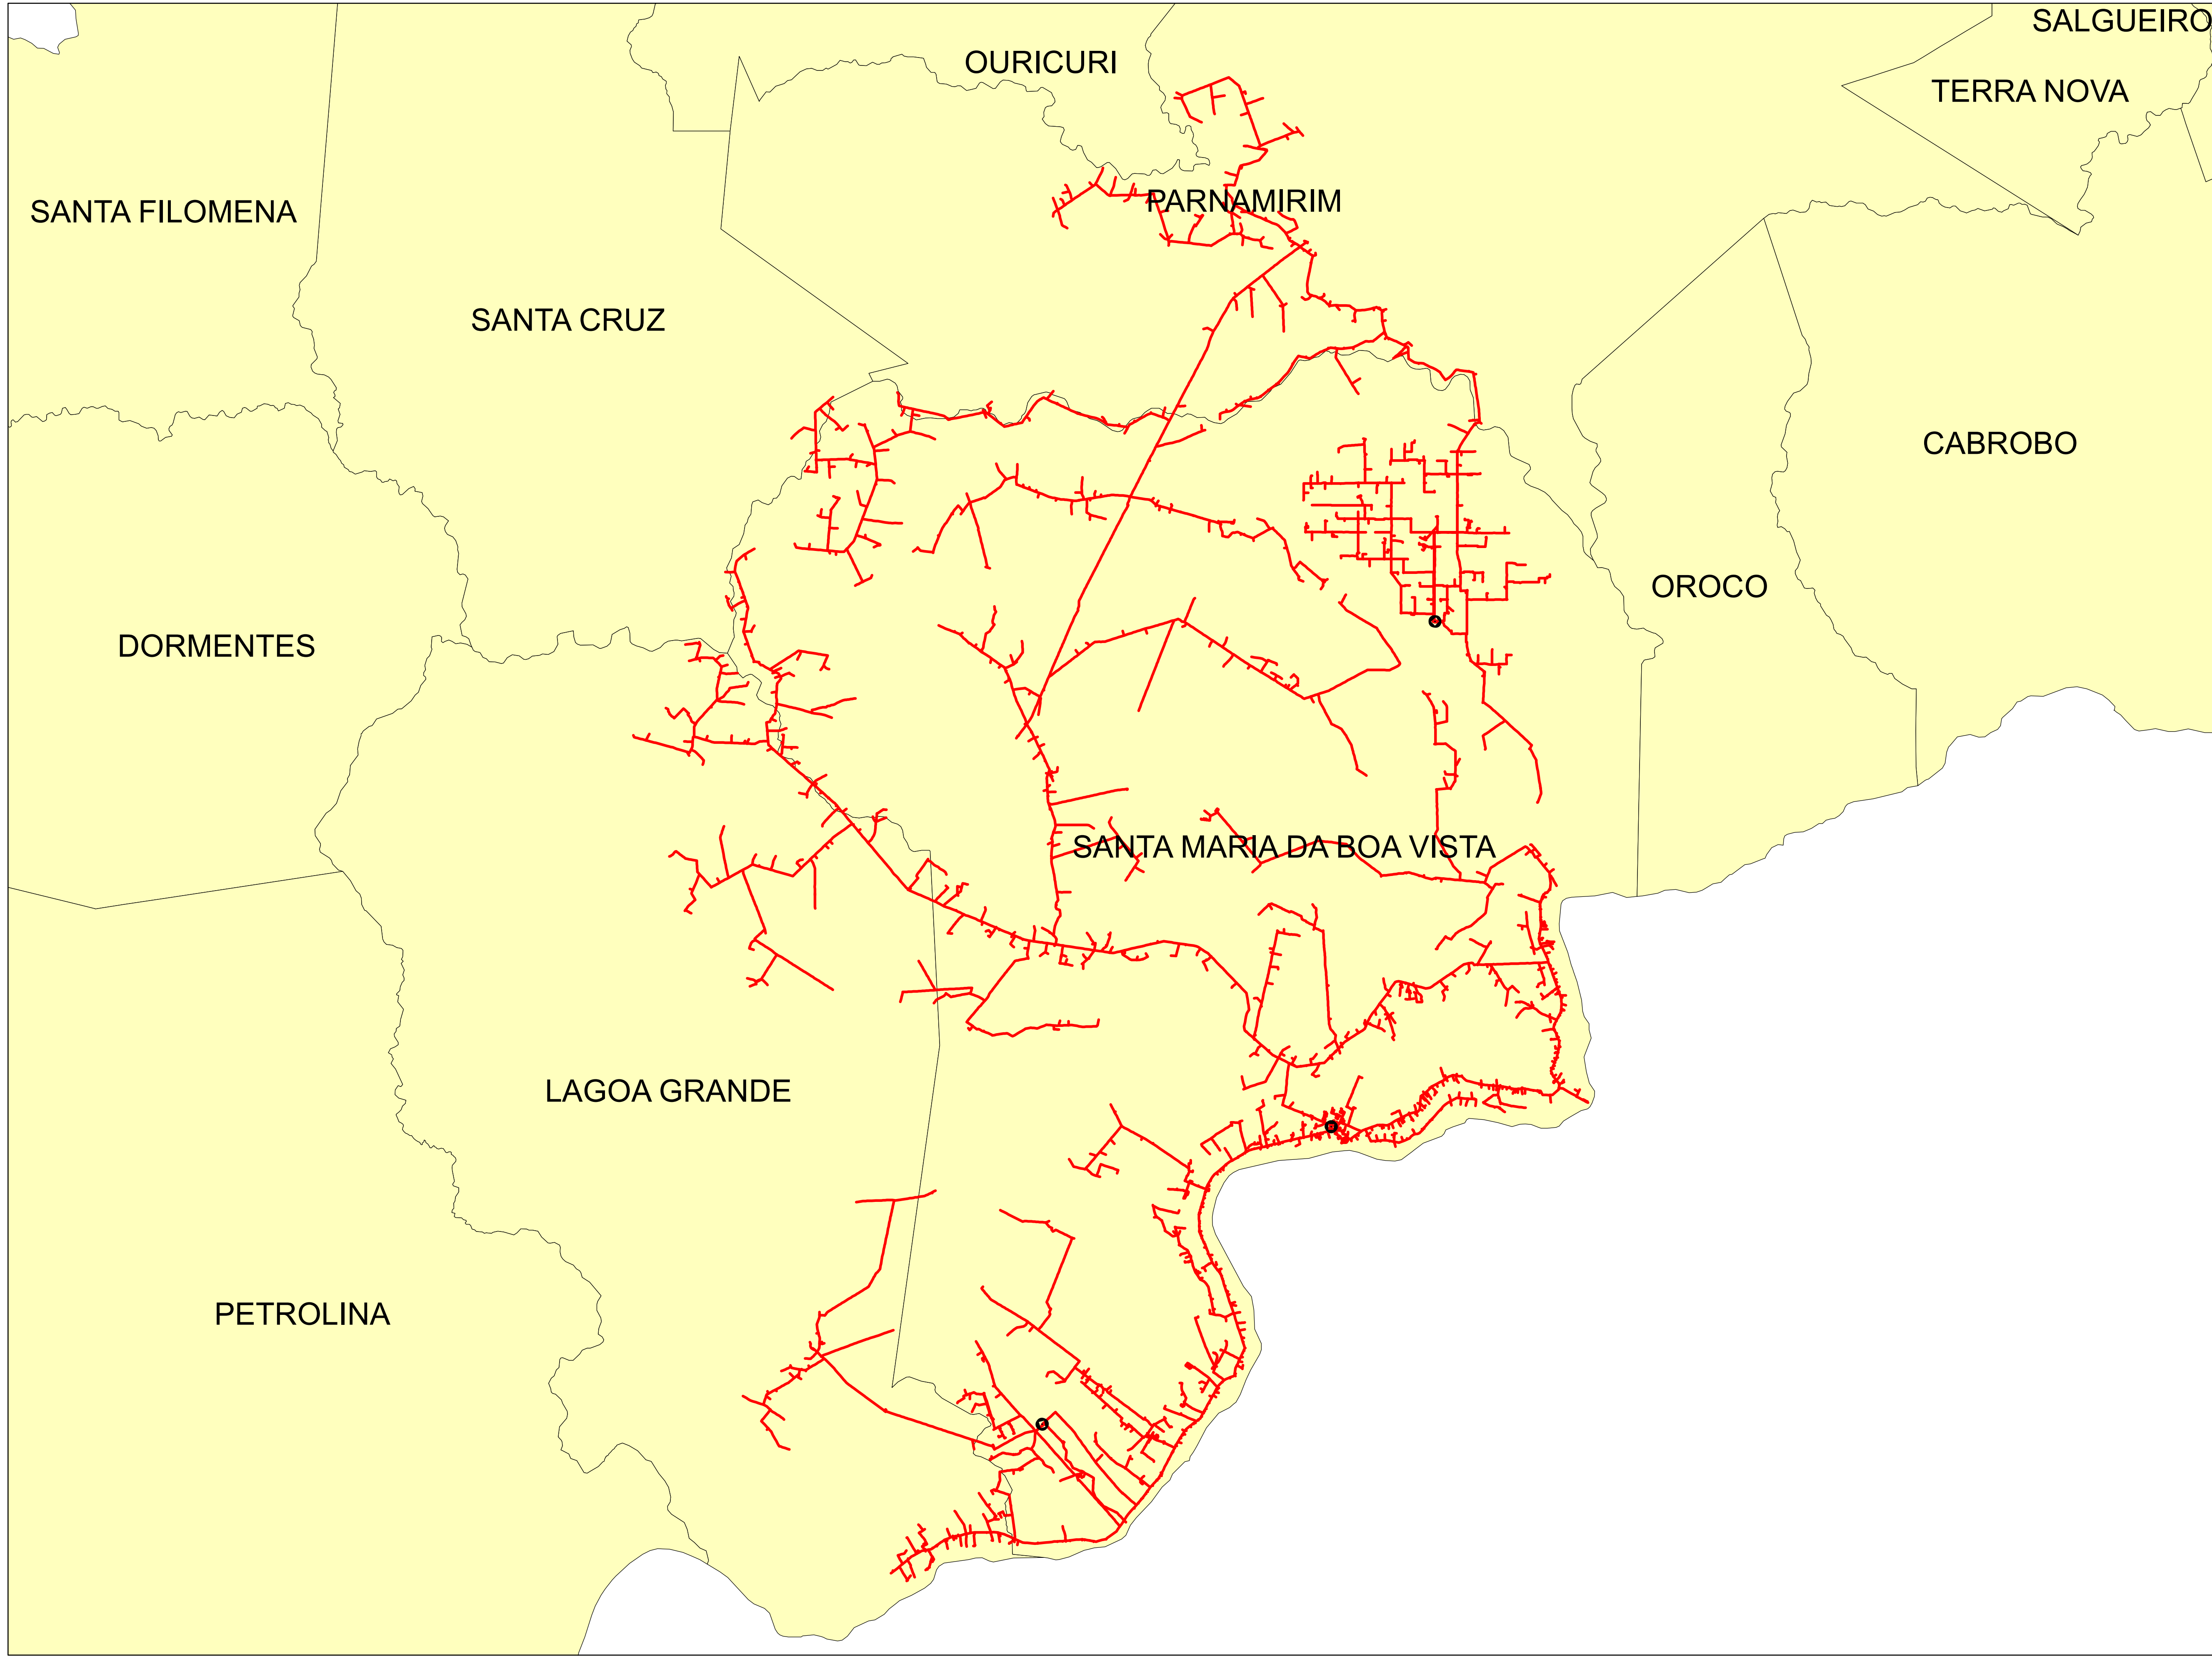 SALGUEIRO
OURICURI
TERRA NOVA
PARNAMIRIM
SANTA FILOMENA
SANTA CRUZ
CABROBO
OROCO
DORMENTES
SANTA MARIA DA BOA VISTA
LAGOA GRANDE
PETROLINA